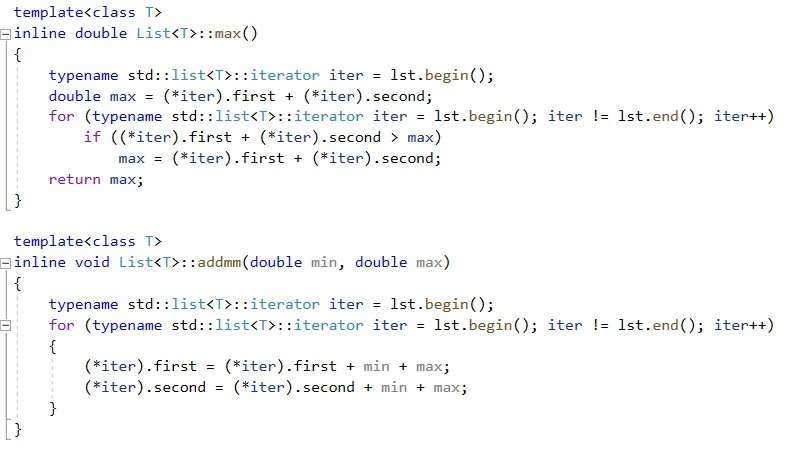 template<class T>
inline double List<T>::max()
{
    typename std::list<T>::iterator iter = lst.begin();
    double max = (*iter).first + (*iter).second;
    for (typename std::list<T>::iterator iter = lst.begin(); iter != lst.end(); iter++)
        if ((*iter).first + (*iter).second > max)
            max = (*iter).first + (*iter).second;
    return max;
}

template<class T>
inline void List<T>::addmm(double min, double max)
{
    typename std::list<T>::iterator iter = lst.begin();
    for (typename std::list<T>::iterator iter = lst.begin(); iter != lst.end(); iter++)
    {
        (*iter).first = (*iter).first + min + max;
        (*iter).second = (*iter).second + min + max;
    }
}